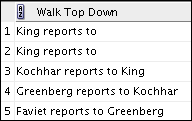 Walk Top Down
1 King reports to
2 King reports to
3 Kochhar reports to King
4 Greenberg reports to Kochhar
5 Faviet reports to Greenberg